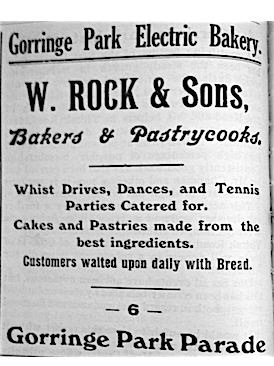 Gorringe Park Electric Bakery.
W. ROCK & Sons,
Bakers & Pastrycooks.
Whist Drives, Dances, and Tennis
Parties Catered for.
Cakes and Pastries made from the
best ingredients.
Customers waited upon daily with Bread.
— 6 —
Gorringe Park Parade